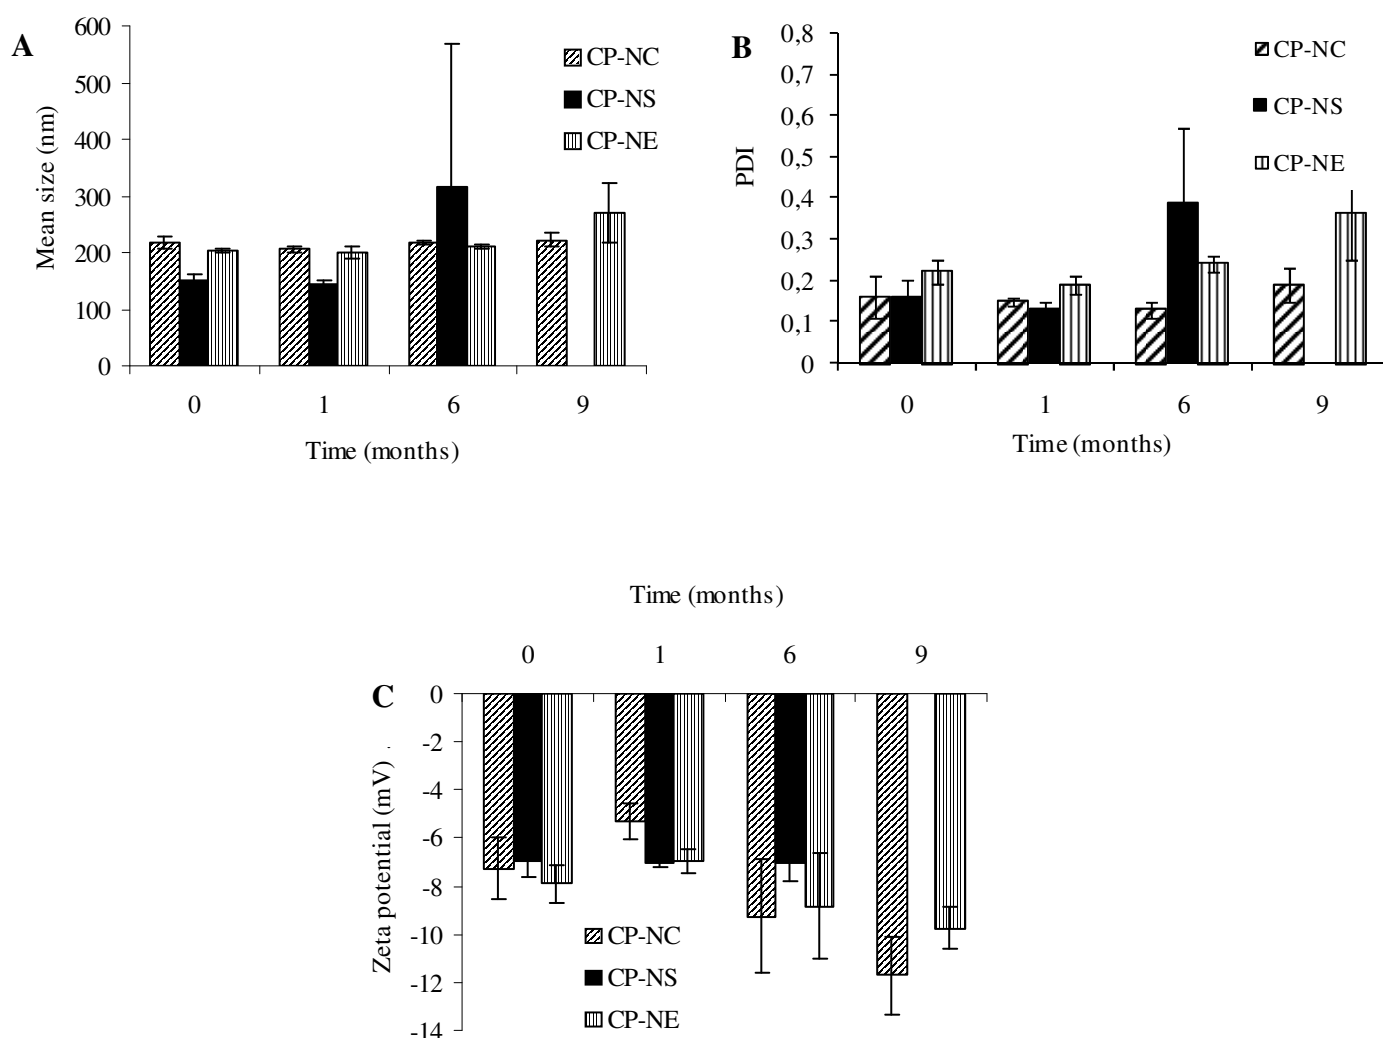 A
600
500
400
300
200
100
0
Mean size (nm)
CP-NC
CP-NS
CP-NE
0 1 6 9
Time (months)
B
0,8
0,7
0,6
0,5
0,4
0,3
0,2
0,1
0
PDI
CP-NC
CP-NS
CP-NE
0 1 6 9
Time (months)
Time (months)
0 1 6 9
C
0
-2
-4
-6
-8
-10
-12
-14
Zeta potential (mV) .
CP-NC
CP-NS
CP-NE